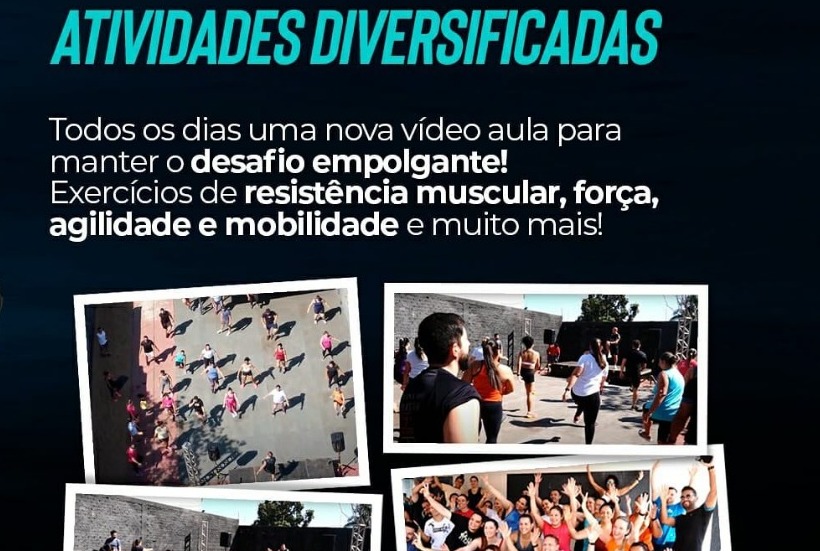 ATIVIDADES DIVERSIFICADAS
Todos os dias uma nova vídeo aula para
manter o desafio empolgante!
Exercícios de resistência muscular, força,
agilidade e mobilidade e muito mais!